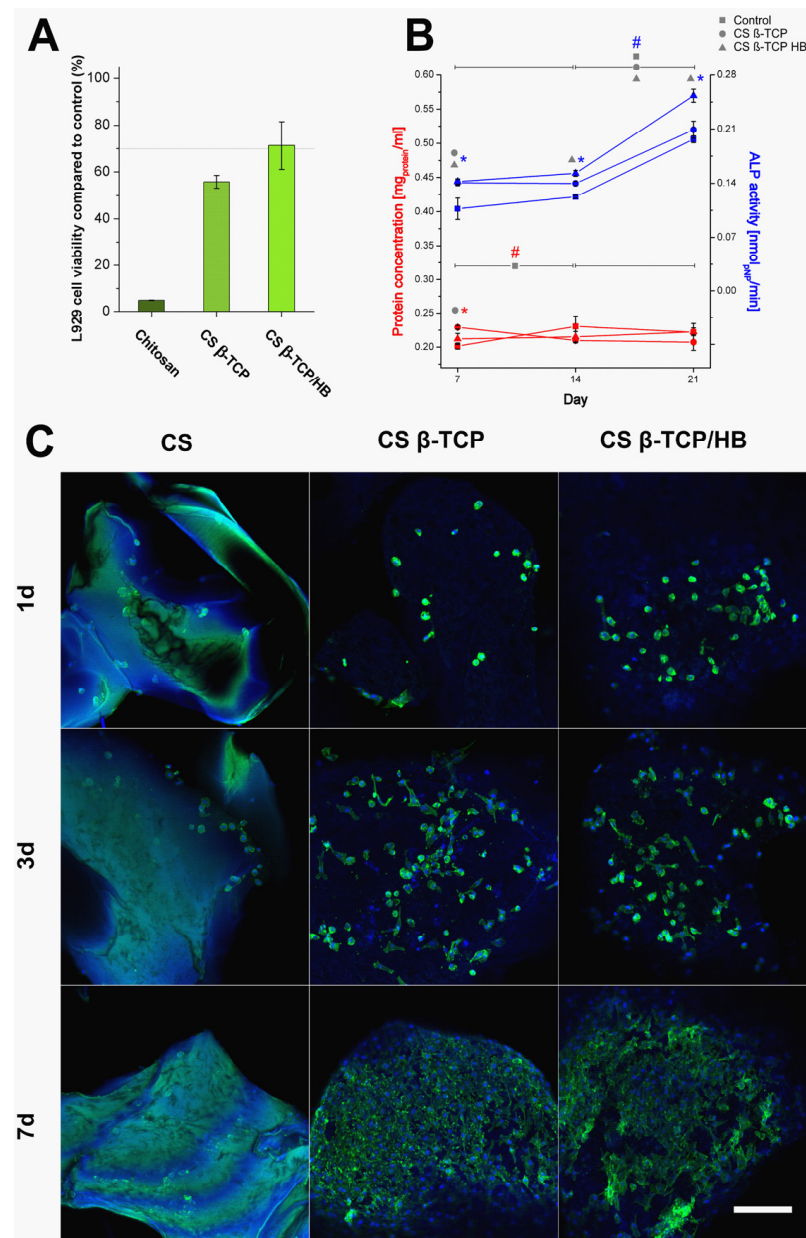 A
L929 cell viability compared to control (%)
100
80
60
40
20
0
Chitosan
CS β-TCP
CS β-TCP/HB
B
Control
CS ß-TCP
CS ß-TCP HB
#
*
*
*
#
*
Protein concentration [mgprotein/ml]
0.60
0.55
0.50
0.45
0.40
0.35
0.30
0.25
0.20
ALP activity [nmolpNP/min]
0.28
0.21
0.14
0.07
0.00
7
14
21
Day
C
CS
CS β-TCP
CS β-TCP/HB
1d
3d
7d